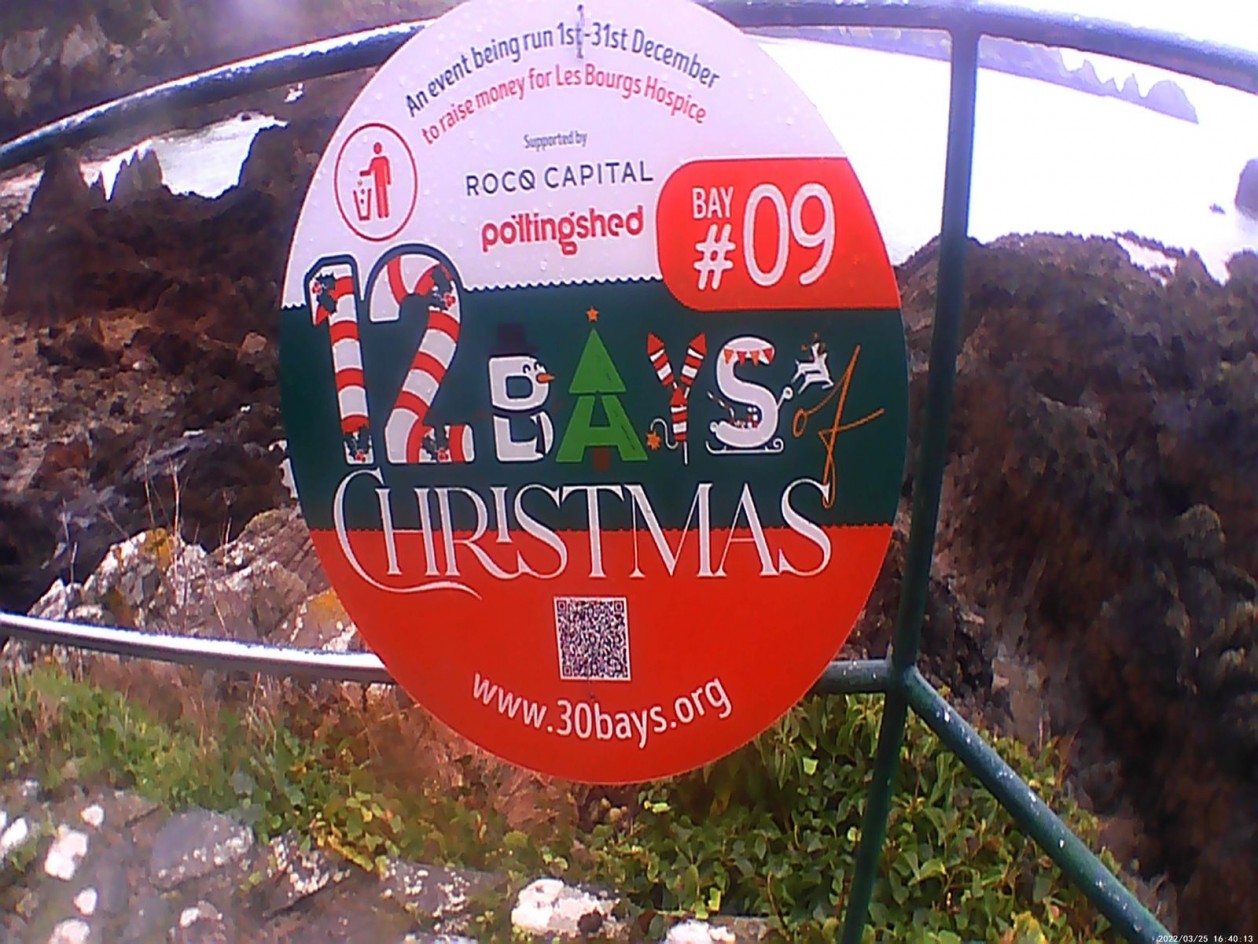 An event being run 1st-31st December
to raise money for Les Bourgs Hospice
Supported by
ROCQ CAPITAL
pottingshed
BAY
#09
12 BAYS of
CHRISTMAS
www.30bays.org
2022/03/25 16:40:13